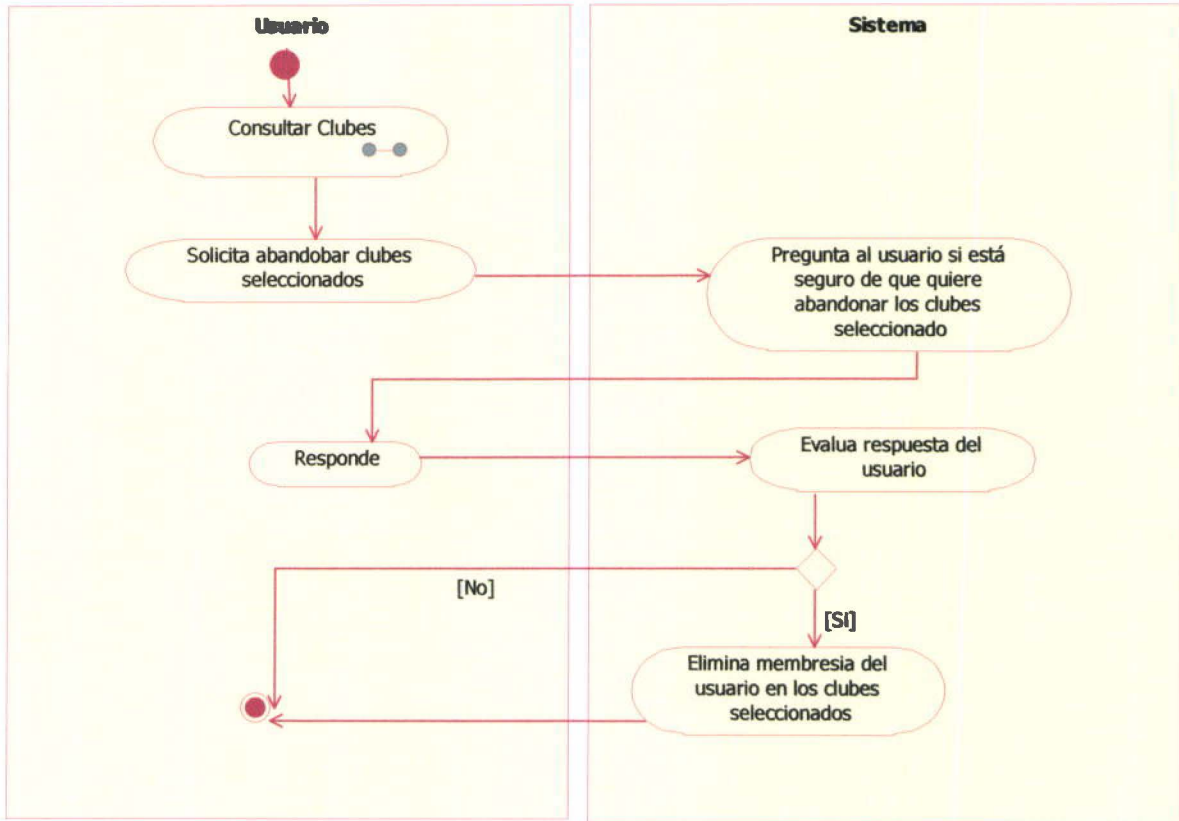 Usuario
Sistema
Consultar Clubes
Solicita abandobar clubes
seleccionados
Pregunta al usuario si está
seguro de que quiere
abandonar los clubes
seleccionado
Responde
Evalua respuesta del
usuario
[No]
[SI]
Elimina membresia del
usuario en los clubes
seleccionados